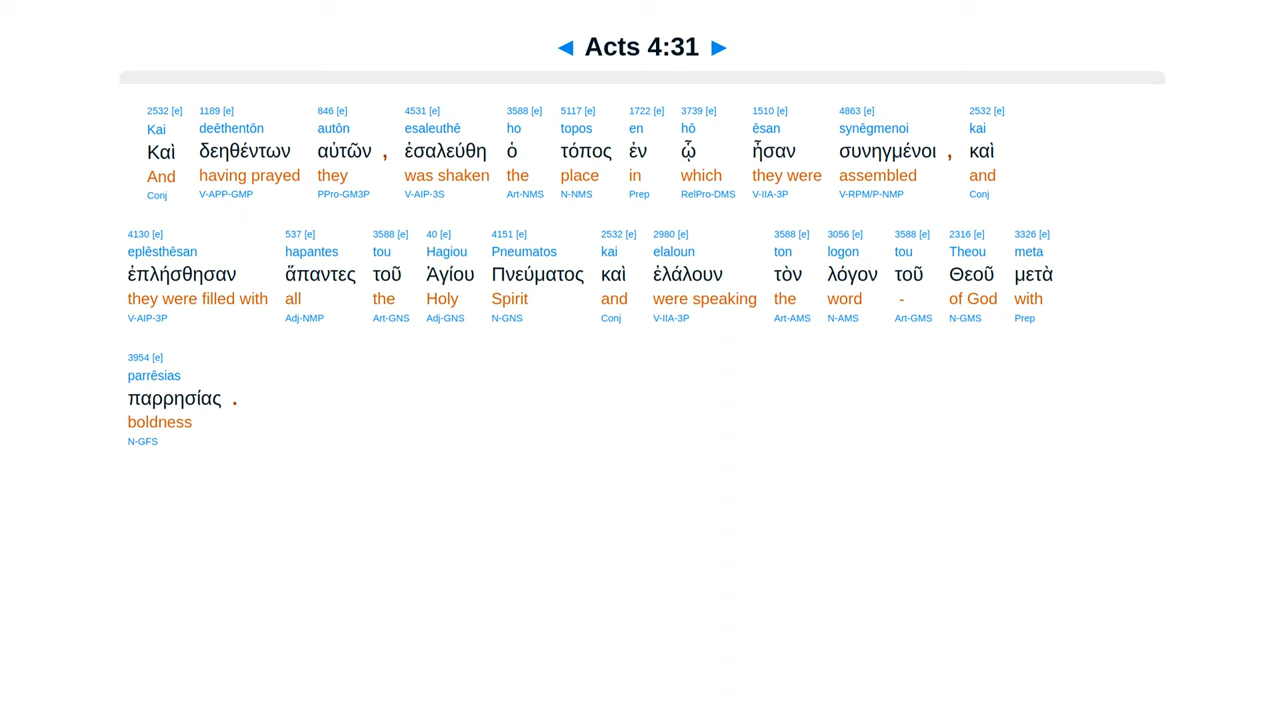 ◄ Acts 4:31 ►
2532 [e] 1189 [e] 846 [e] 4531 [e] 3588 [e] 5117 [e] 1722 [e] 3739 [e] 1510 [e] 4863 [e] 2532 [e]
Kai deēthentōn autōn esaleuthē ho topos en hō ēsan synēgmenoi kai
Καὶ δεηθέντων αὐτῶν , ἐσαλεύθη ὁ τόπος ἐν ᾧ ἦσαν συνηγμένοι , καὶ
And having prayed they was shaken the place in which they were assembled and
Conj V-APP-GMP PPro-GM3P V-AIP-3S Art-NMS N-NMS Prep RelPro-DMS V-IIA-3P V-RPM/P-NMP Conj
4130 [e] 537 [e] 3588 [e] 40 [e] 4151 [e] 2532 [e] 2980 [e] 3588 [e] 3056 [e] 3588 [e] 2316 [e] 3326 [e]
eplēsthēsan hapantes tou Hagiou Pneumatos kai elaloun ton logon tou Theou meta
ἐπλήσθησαν ἅπαντες τοῦ Ἁγίου Πνεύματος καὶ ἐλάλουν τὸν λόγον τοῦ Θεοῦ μετὰ
they were filled with all the Holy Spirit and were speaking the word - of God with
V-AIP-3P Adj-NMP Art-GNS Adj-GNS N-GNS Conj V-IIA-3P Art-AMS N-AMS Art-GMS N-GMS Prep
3954 [e]
parrēsias
παρρησίας .
boldness
N-GFS